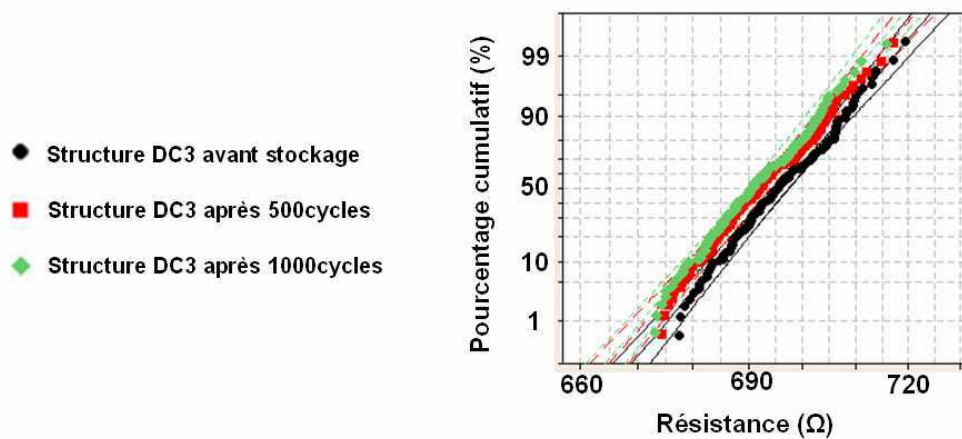 Structure DC3 avant stockage
Structure DC3 après 500cycles
Structure DC3 après 1000cycles
Pourcentage cumulatif (%)
99
90
50
10
1
660
690
720
Résistance (Ω)